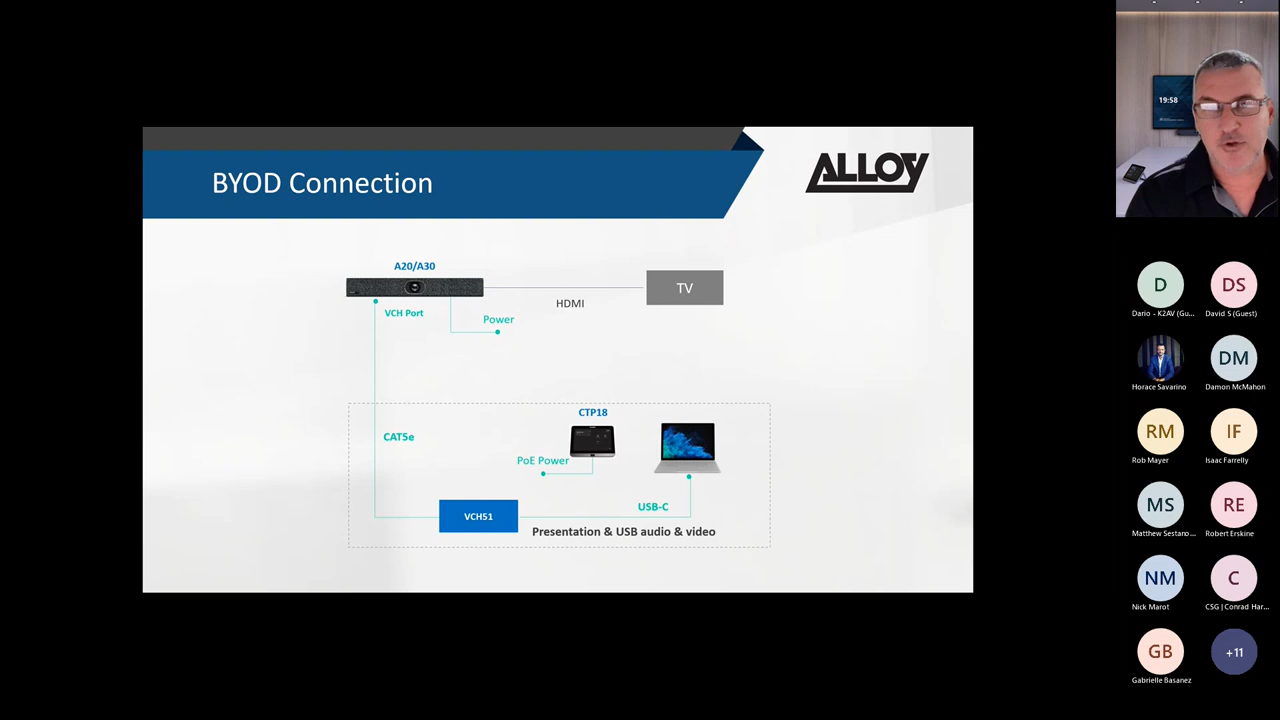 BYOD Connection
ALLOY
A20/A30
TV
HDMI
VCH Port
Power
CAT5e
CTP18
PoE Power
USB-C
VCH51
Presentation & USB audio & video
19:58
D
DS
Dario - K2AV (Gu...
David S (Guest)
DM
Horace Savarino
Damon McMahon
RM
IF
Rob Mayer
Isaac Farrelly
MS
RE
Matthew Sestano ...
Robert Erskine
NM
C
Nick Marot
CSG | Conrad Har...
GB
+11
Gabrielle Basanez